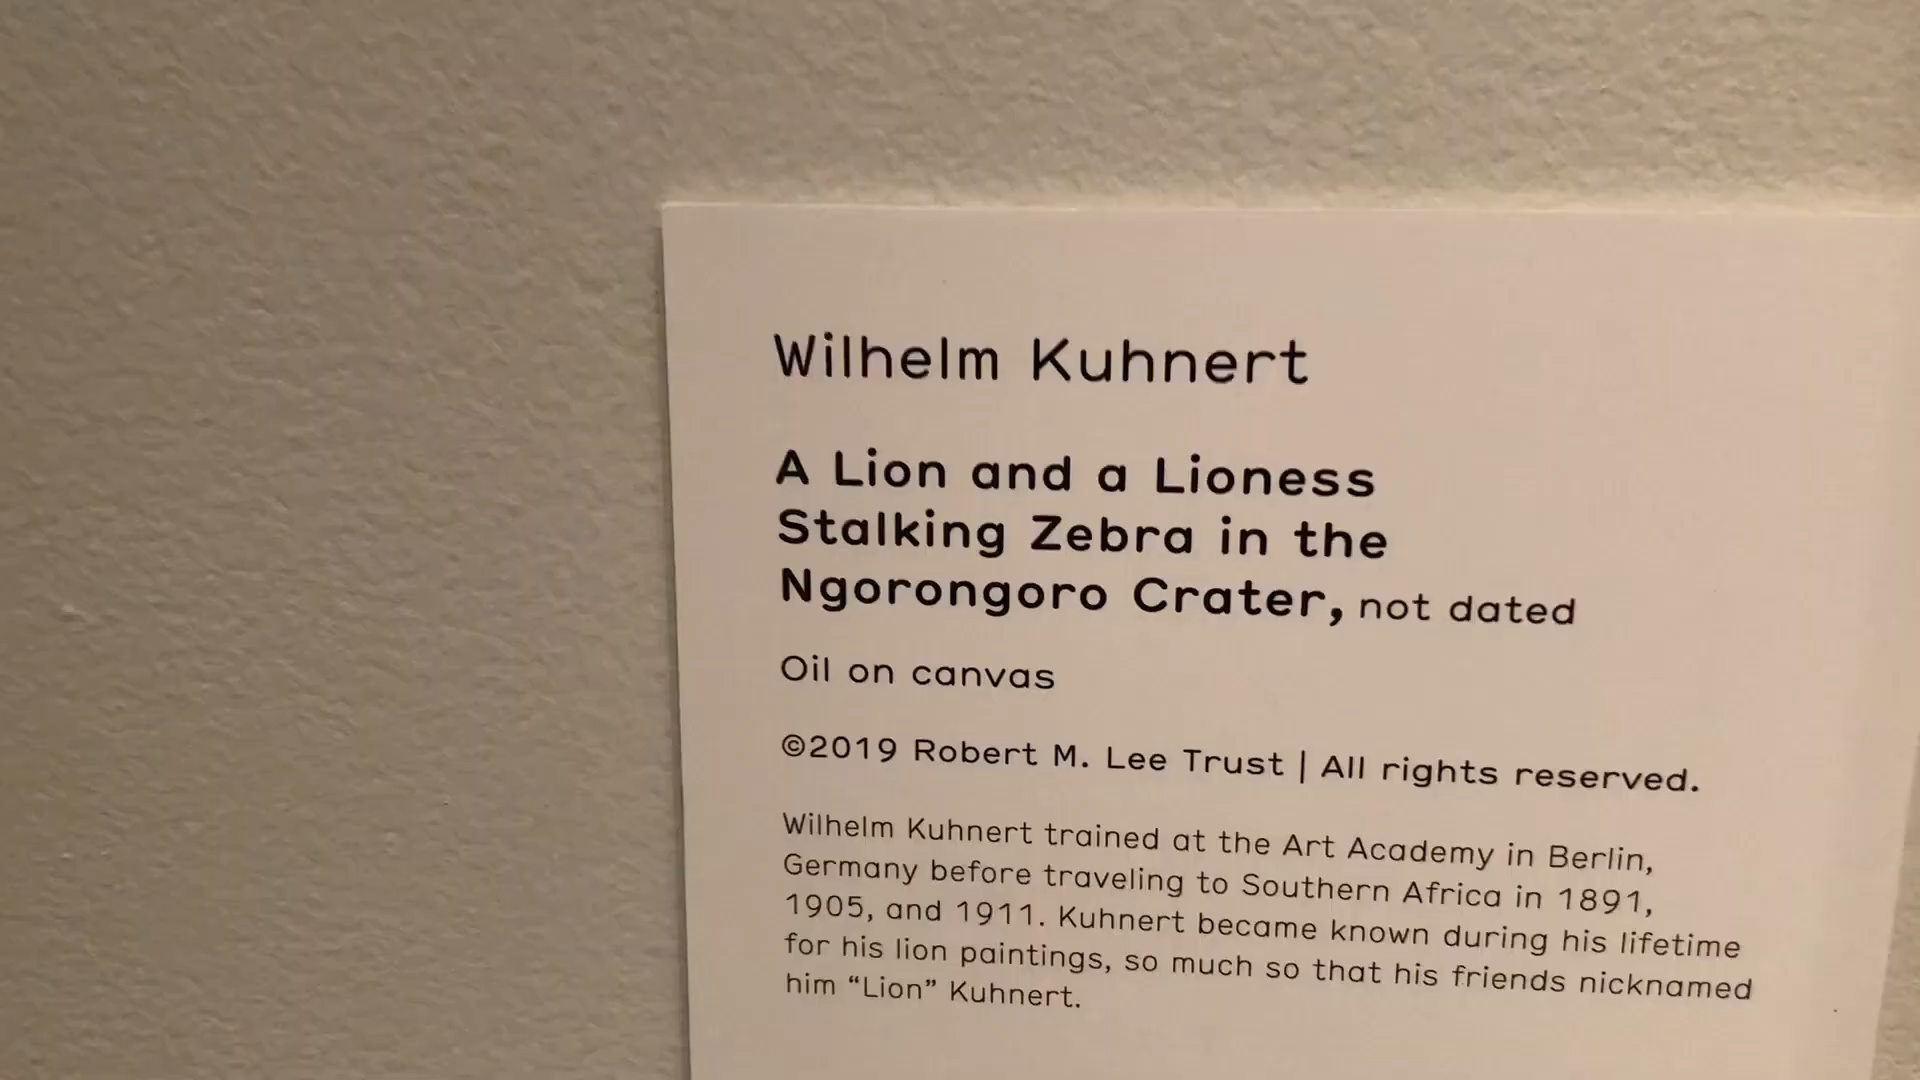 Wilhelm Kuhnert
A Lion and a Lioness
Stalking Zebra in the
Ngorongoro Crater, not dated
Oil on canvas
©2019 Robert M. Lee Trust | All rights reserved.
Wilhelm Kuhnert trained at the Art Academy in Berlin,
Germany before traveling to Southern Africa in 1891,
1905, and 1911. Kuhnert became known during his lifetime
for his lion paintings, so much so that his friends nicknamed
him “Lion” Kuhnert.